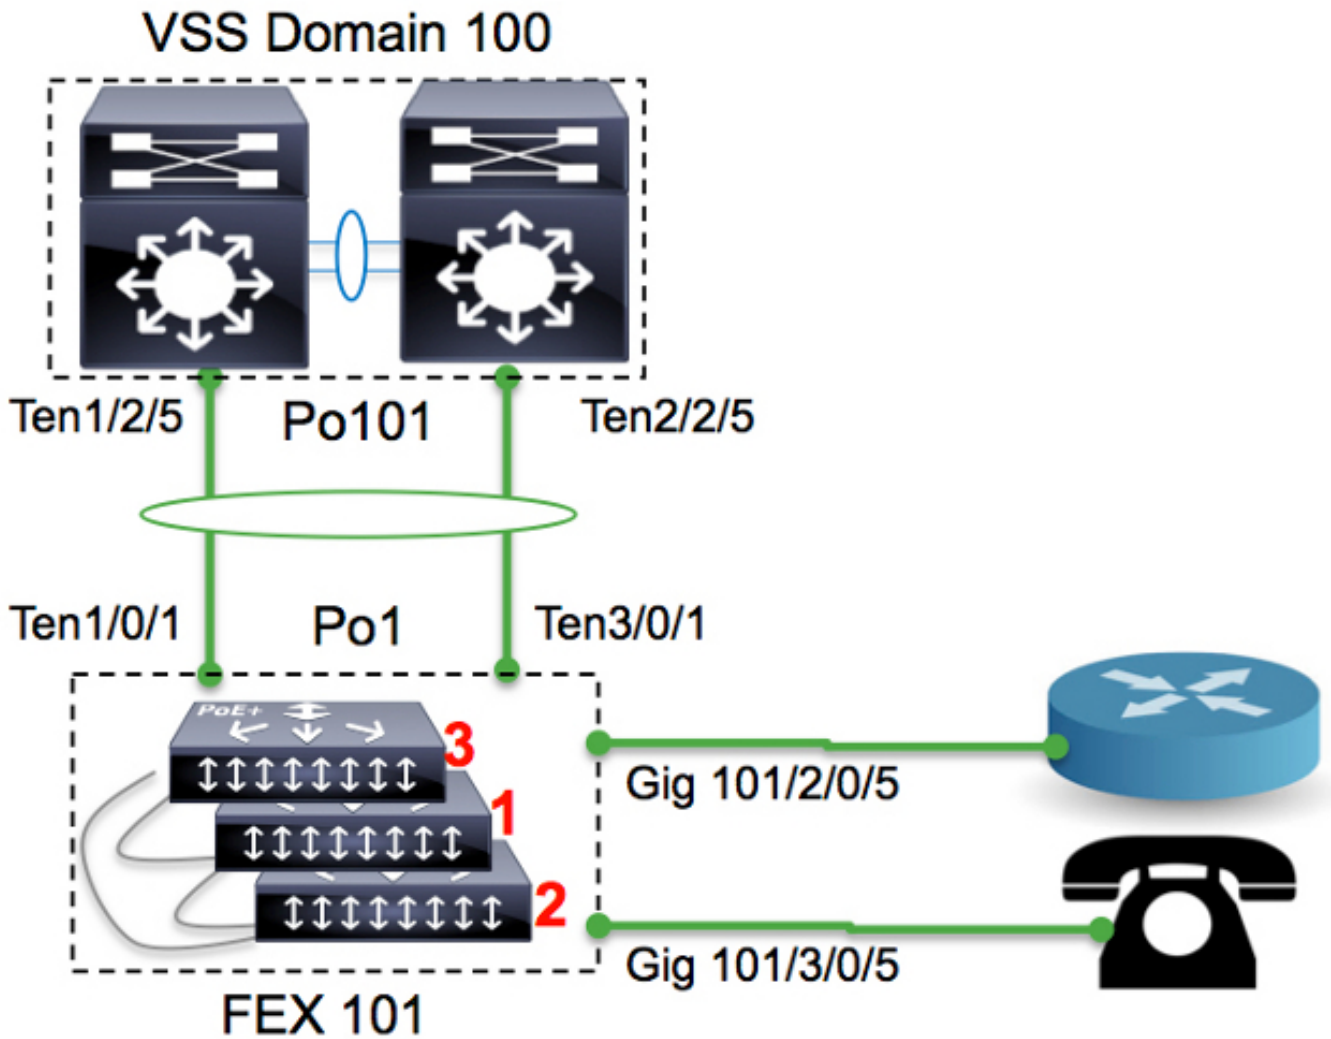 VSS Domain 100
Ten1/2/5
Po101
Ten2/2/5
Ten1/0/1
Po1
Ten3/0/1
PoE+
3
1
2
Gig 101/2/0/5
Gig 101/3/0/5
FEX 101